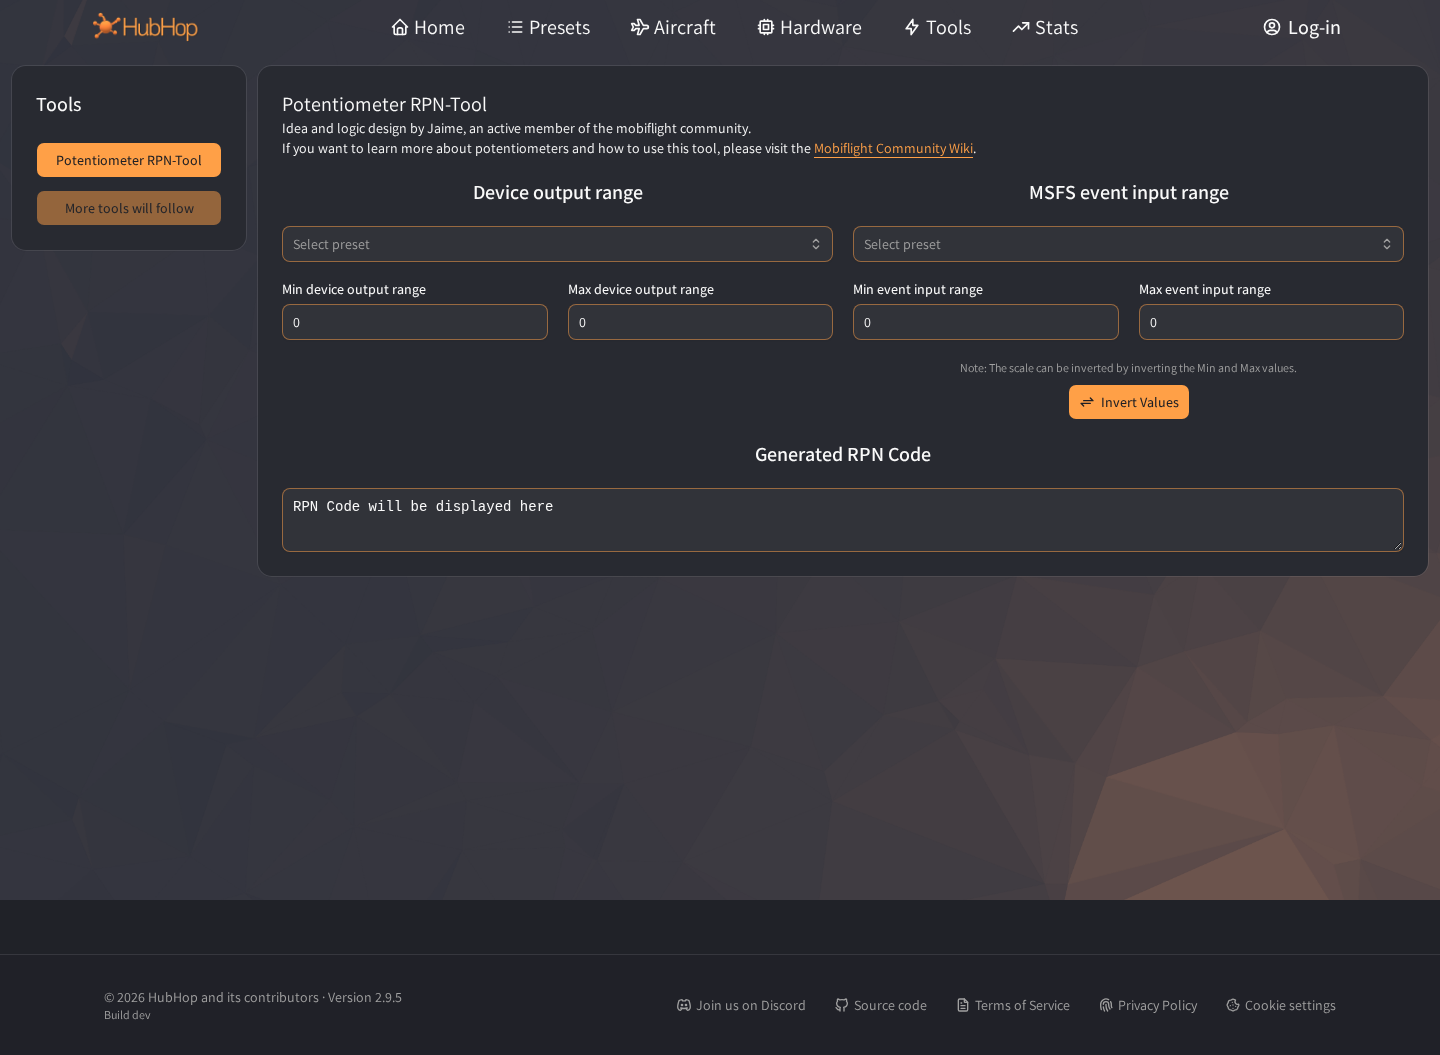 HubHop
Home
Presets
Aircraft
Hardware
Tools
Stats
Log-in
Tools
Potentiometer RPN-Tool
More tools will follow
Potentiometer RPN-Tool
Idea and logic design by Jaime, an active member of the mobiflight community.
If you want to learn more about potentiometers and how to use this tool, please visit the Mobiflight Community Wiki.
Device output range
MSFS event input range
Select preset
Select preset
Min device output range
Max device output range
Min event input range
Max event input range
0
0
0
0
Note: The scale can be inverted by inverting the Min and Max values.
Invert Values
Generated RPN Code
RPN Code will be displayed here
© 2026 HubHop and its contributors · Version 2.9.5
Build dev
Join us on Discord
Source code
Terms of Service
Privacy Policy
Cookie settings